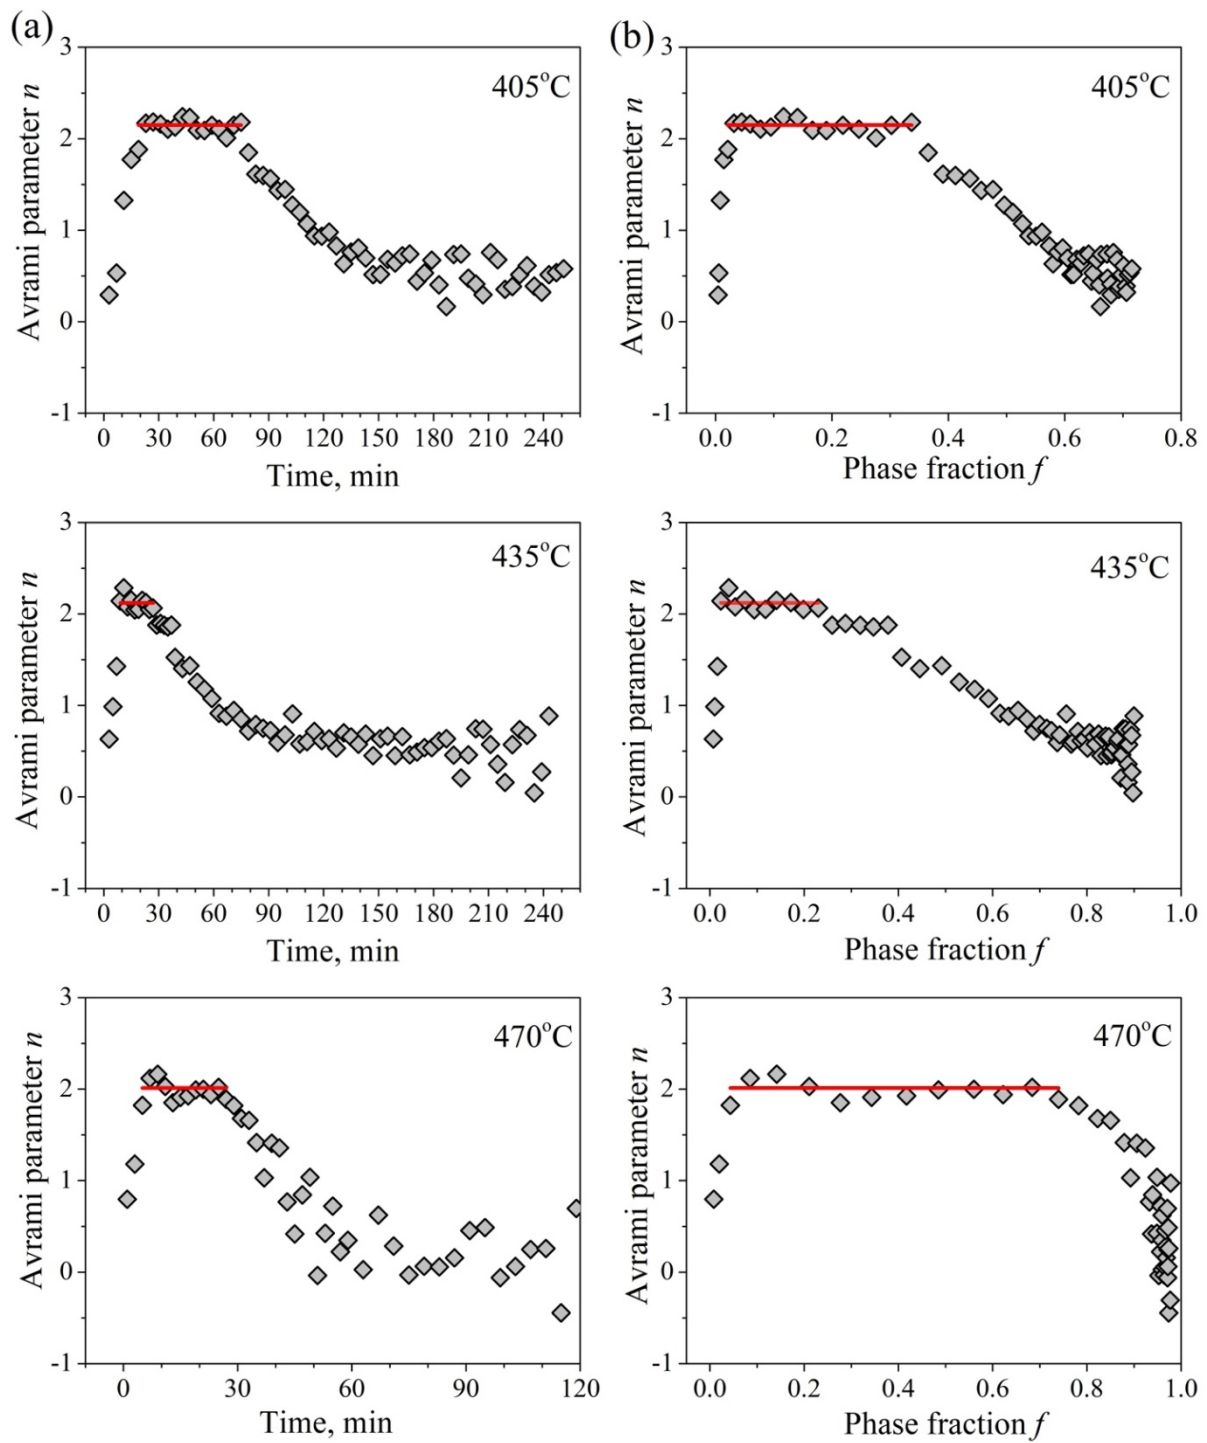 (a)
(b)
3
2
1
0
-1
Avrami parameter n
405°C
0 30 60 90 120 150 180 210 240
Time, min
3
2
1
0
-1
Avrami parameter n
405°C
0.0 0.2 0.4 0.6 0.8
Phase fraction f
3
2
1
0
-1
Avrami parameter n
435°C
0 30 60 90 120 150 180 210 240
Time, min
3
2
1
0
-1
Avrami parameter n
435°C
0.0 0.2 0.4 0.6 0.8 1.0
Phase fraction f
3
2
1
0
-1
Avrami parameter n
470°C
0 30 60 90 120
Time, min
3
2
1
0
-1
Avrami parameter n
470°C
0.0 0.2 0.4 0.6 0.8 1.0
Phase fraction f